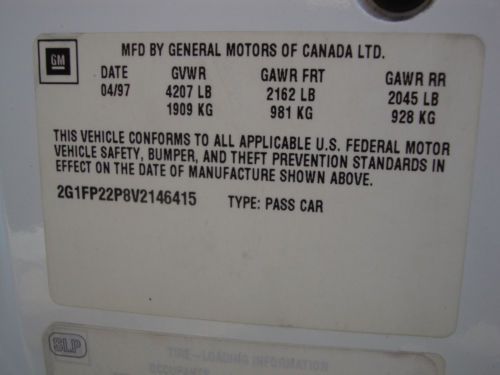 GM
MFD BY GENERAL MOTORS OF CANADA LTD.
DATE GVWR GAWR FRT GAWR RR
04/97 4207 LB 2162 LB 2045 LB
1909 KG 981 KG 928 KG
THIS VEHICLE CONFORMS TO ALL APPLICABLE U.S. FEDERAL MOTOR
VEHICLE SAFETY, BUMPER, AND THEFT PREVENTION STANDARDS IN
EFFECT ON THE DATE OF MANUFACTURE SHOWN ABOVE.
2G1FP22P8V2146415 TYPE: PASS CAR
SLP
TIRE-LOADING INFORMATION
OCCUPANTS